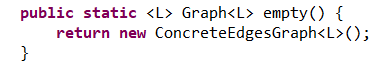 public static <L> Graph<L> empty() {
    return new ConcreteEdgesGraph<L>();
}